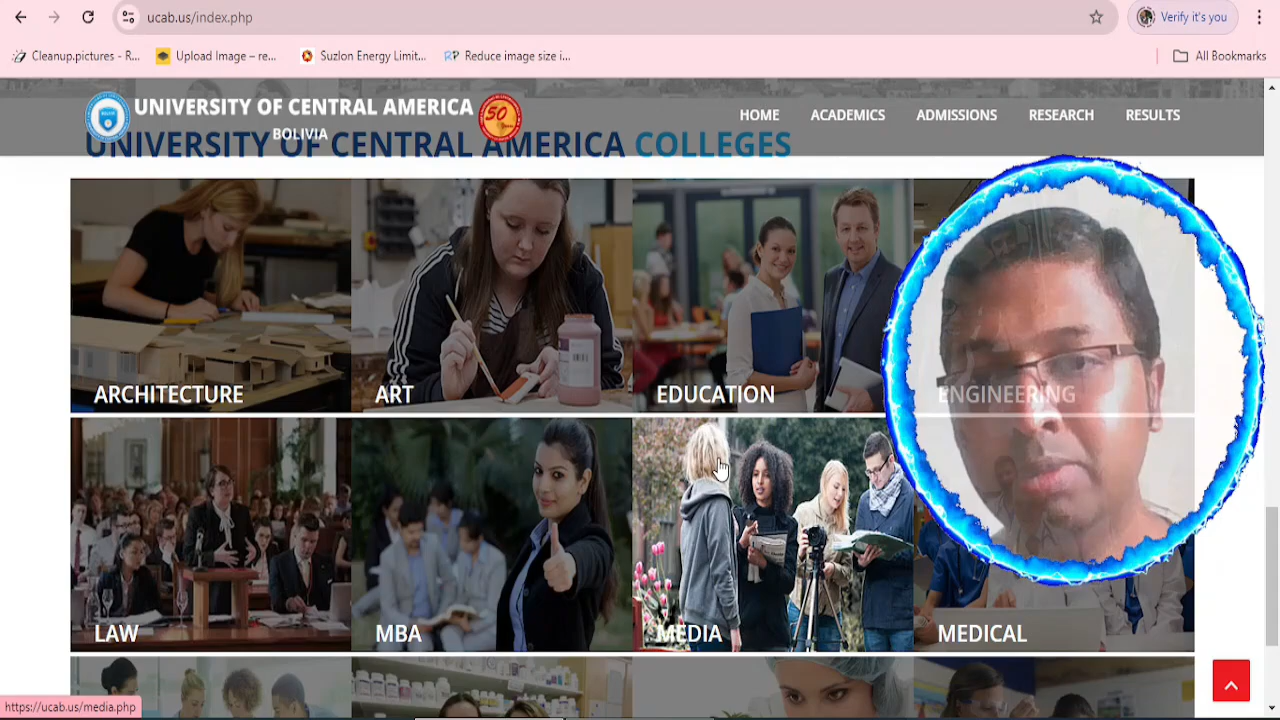 ucab.us/index.php
Verify it's you
Cleanup.pictures - R...
Upload Image – re...
Suzlon Energy Limit...
Reduce image size i...
All Bookmarks
UNIVERSITY OF CENTRAL AMERICA
BOLIVIA
50
HOME
ACADEMICS
ADMISSIONS
RESEARCH
RESULTS
UNIVERSITY OF CENTRAL AMERICA COLLEGES
ARCHITECTURE
ART
EDUCATION
ENGINEERING
LAW
MBA
MEDIA
MEDICAL
https://ucab.us/media.php